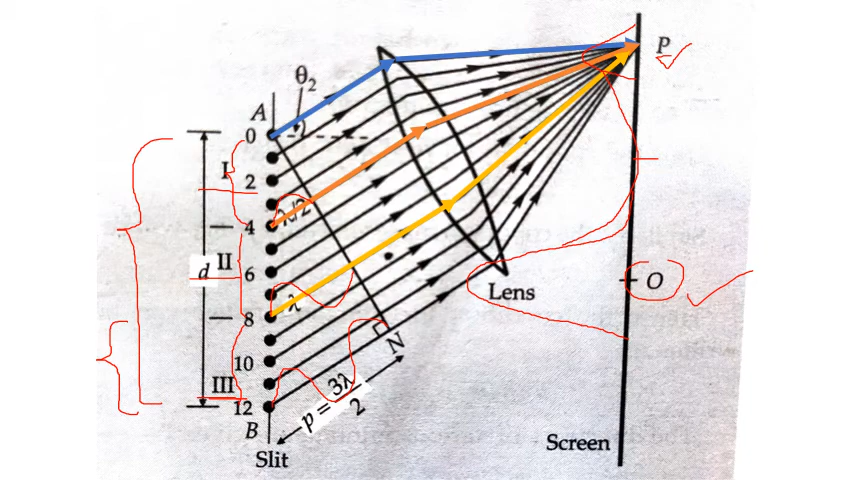 P
θ₂
A
0
I
2
λ/2
4
II
d
6
λ
8
Lens
O
10
N
III
12
p = 3λ/2
B
Slit
Screen